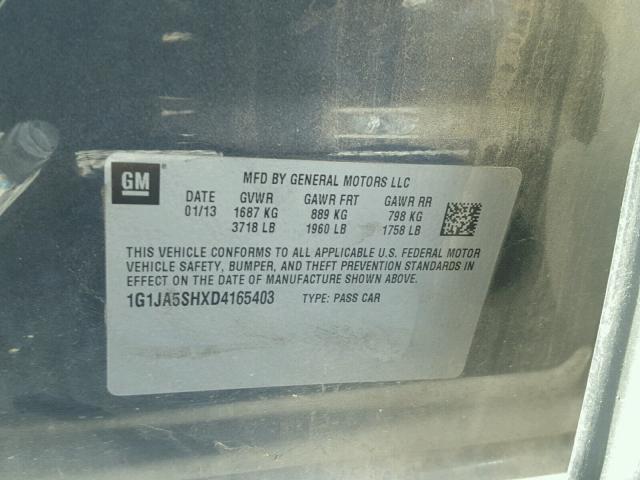 GM
MFD BY GENERAL MOTORS LLC
DATE GVWR GAWR FRT GAWR RR
01/13 1687 KG 889 KG 798 KG
3718 LB 1960 LB 1758 LB
THIS VEHICLE CONFORMS TO ALL APPLICABLE U.S. FEDERAL MOTOR
VEHICLE SAFETY, BUMPER, AND THEFT PREVENTION STANDARDS IN
EFFECT ON THE DATE OF MANUFACTURE SHOWN ABOVE.
1G1JA5SHXD4165403 TYPE: PASS CAR